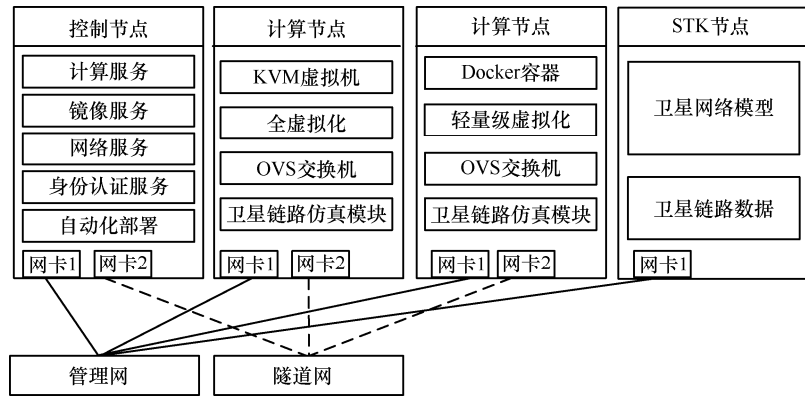 控制节点
计算服务
镜像服务
网络服务
身份认证服务
自动化部署
网卡1
网卡2
计算节点
KVM虚拟机
全虚拟化
OVS交换机
卫星链路仿真模块
网卡1
网卡2
计算节点
Docker容器
轻量级虚拟化
OVS交换机
卫星链路仿真模块
网卡1
网卡2
STK节点
卫星网络模型
卫星链路数据
网卡1
管理网
隧道网